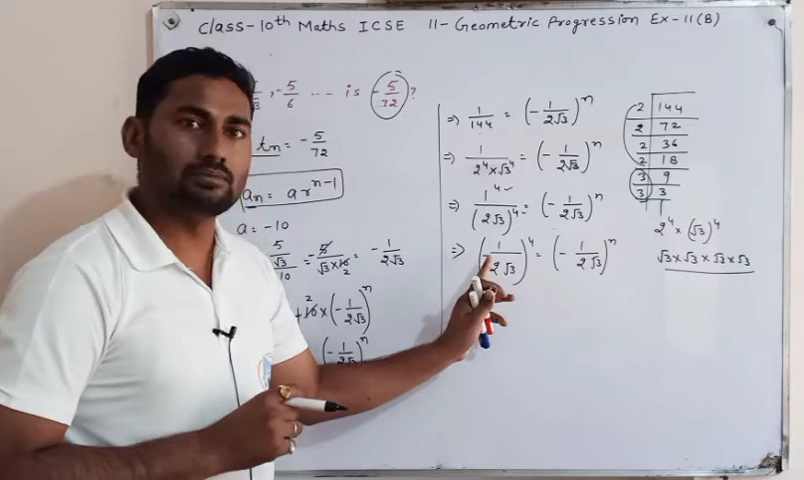 Class-10th Maths ICSE 11-Geometric Progression Ex-11(B)
, -5/6 ... is -5/72 ?
tn = -5/72
an = a r^(n-1)
a = -10
= -5/(√3×10) = -1/(2√3)
+10 × (-1/(2√3))^n
(-1/(2√3))^n
⇒ 1/144 = (-1/(2√3))^n
⇒ 1/(2^4 × √3^4) = (-1/(2√3))^n
⇒ 1^4/(2√3)^4 = (-1/(2√3))^n
⇒ (1/(2√3))^4 = (-1/(2√3))^n
2 | 144
2 | 72
2 | 36
2 | 18
3 | 9
3 | 3
2^4 × (√3)^4
√3 × √3 × √3 × √3